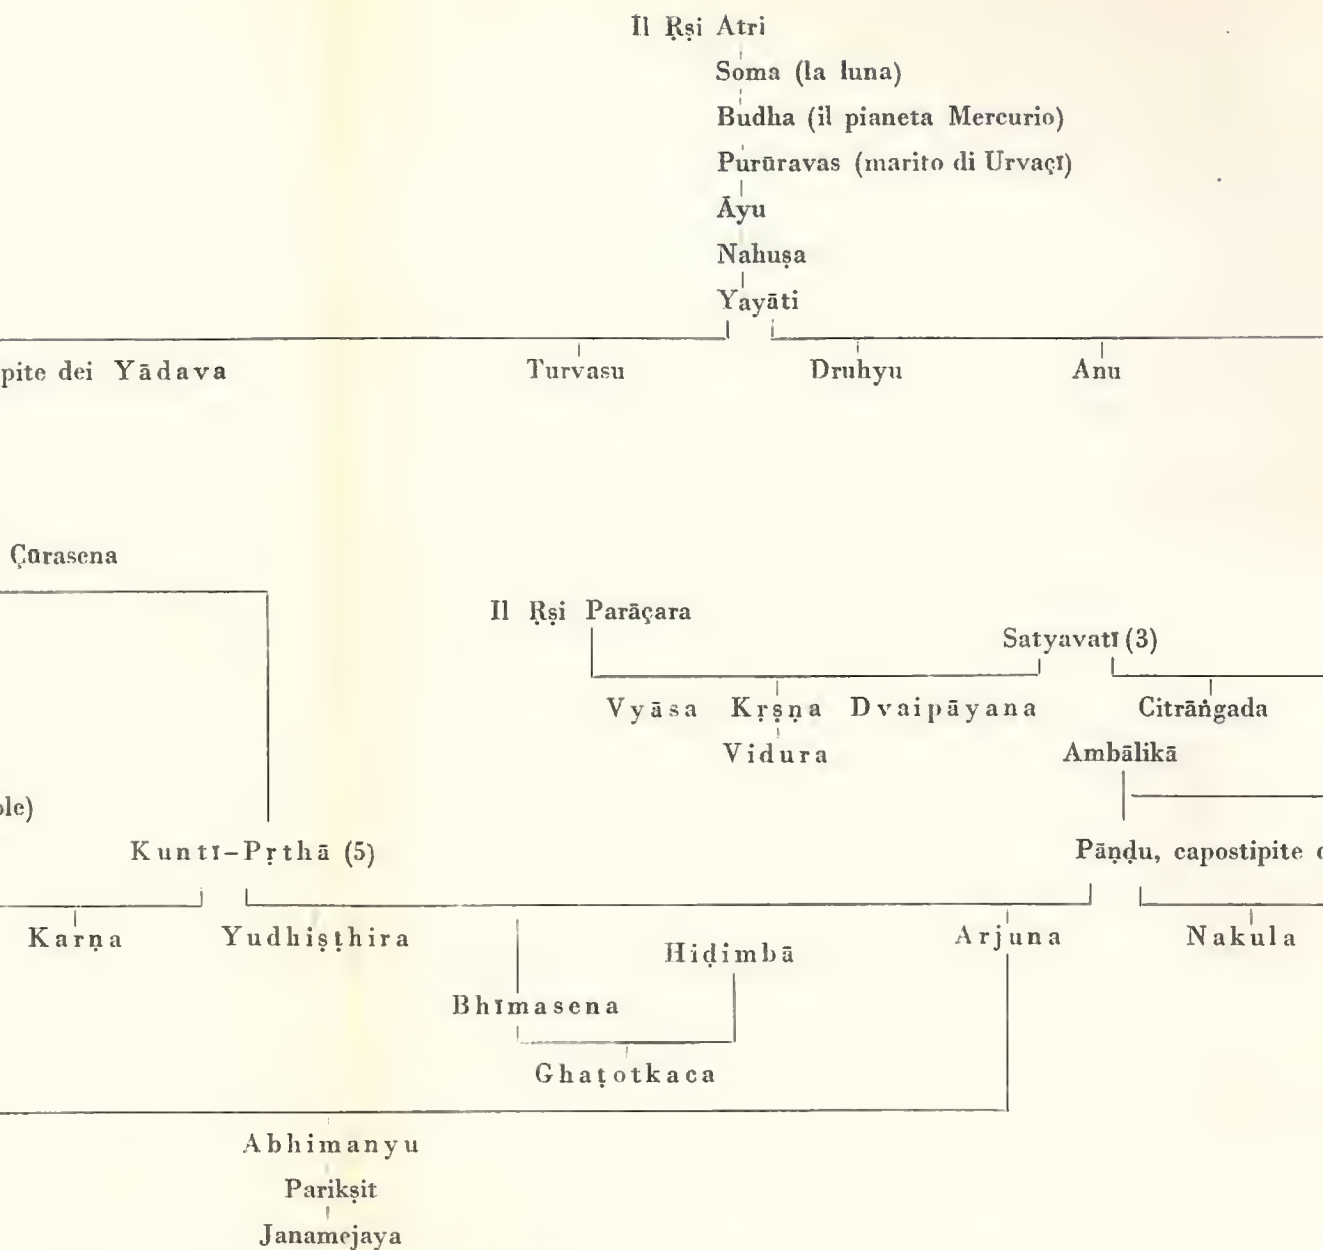 Il Ṛṣi Atri
Soma (la luna)
Budha (il pianeta Mercurio)
Purūravas (marito di Urvaçī)
Āyu
Nahuṣa
Yayāti
pite dei Yādava Turvasu Druhyu Anu
Çūrasena
Il Ṛṣi Parāçara
Satyavatī (3)
Vyāsa Kṛṣṇa Dvaipāyana Citrāṅgada
Vidura Ambālikā
ole)
Kuntī-Pṛthā (5) Pāṇḍu, capostipite
Karṇa Yudhiṣṭhira Arjuna Nakula
Hiḍimbā
Bhīmasena
Ghaṭotkaca
Abhimanyu
Parikṣit
Janamejaya